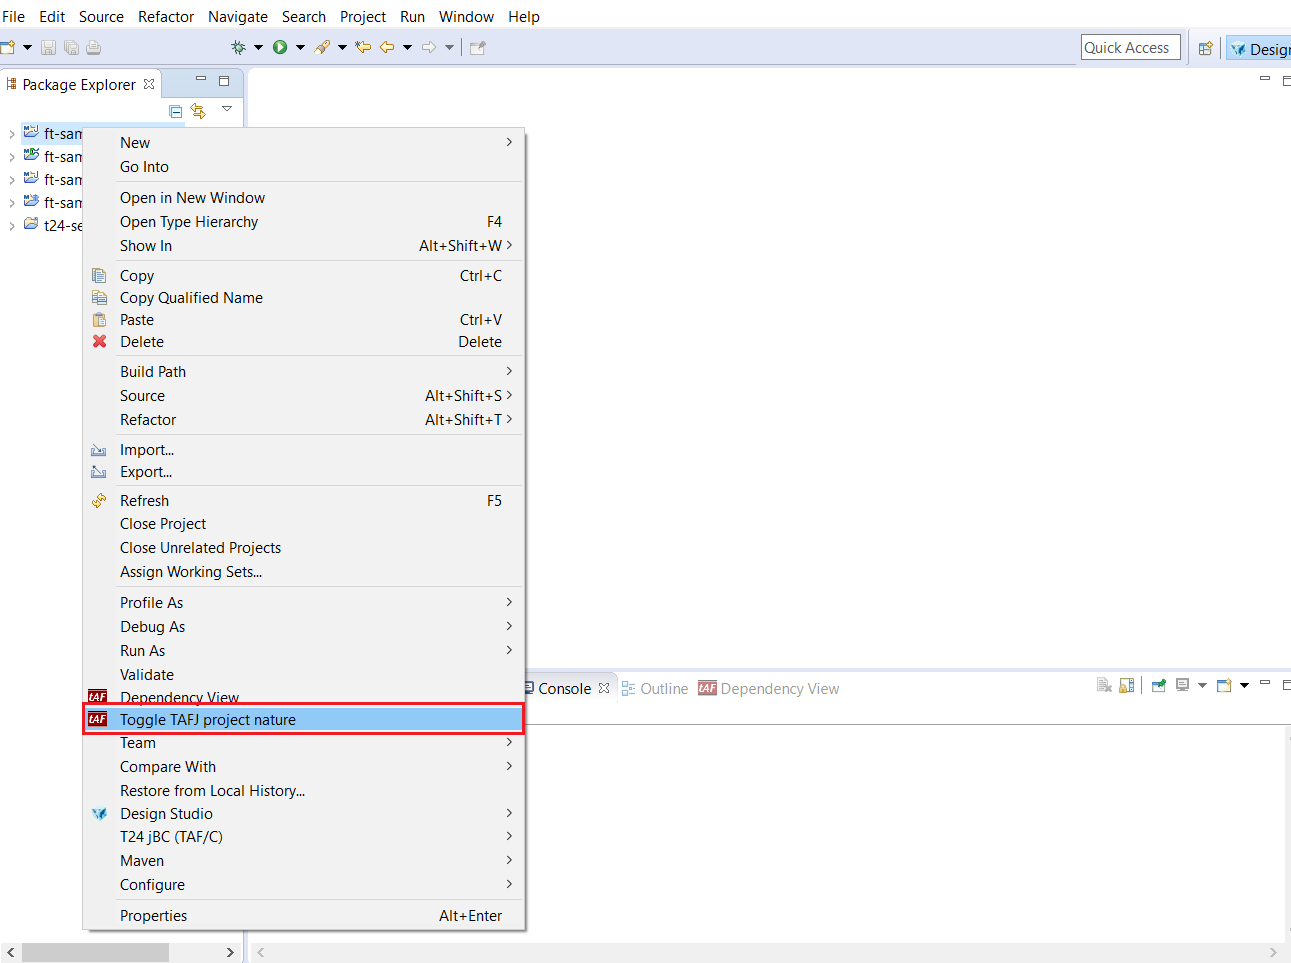 File Edit Source Refactor Navigate Search Project Run Window Help
Quick Access
Design
Package Explorer
ft-sam
ft-sam
ft-sam
ft-sam
t24-se
New
Go Into
Open in New Window
Open Type Hierarchy F4
Show In Alt+Shift+W
Copy Ctrl+C
Copy Qualified Name
Paste Ctrl+V
Delete Delete
Build Path
Source Alt+Shift+S
Refactor Alt+Shift+T
Import...
Export...
Refresh F5
Close Project
Close Unrelated Projects
Assign Working Sets...
Profile As
Debug As
Run As
Validate
tAF Dependency View
tAF Toggle TAFJ project nature
Team
Compare With
Restore from Local History...
Design Studio
T24 jBC (TAF/C)
Maven
Configure
Properties Alt+Enter
Console Outline tAF Dependency View